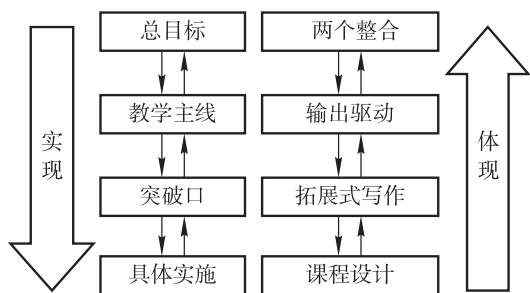 总目标
两个整合
教学主线
输出驱动
实现
体现
突破口
拓展式写作
具体实施
课程设计